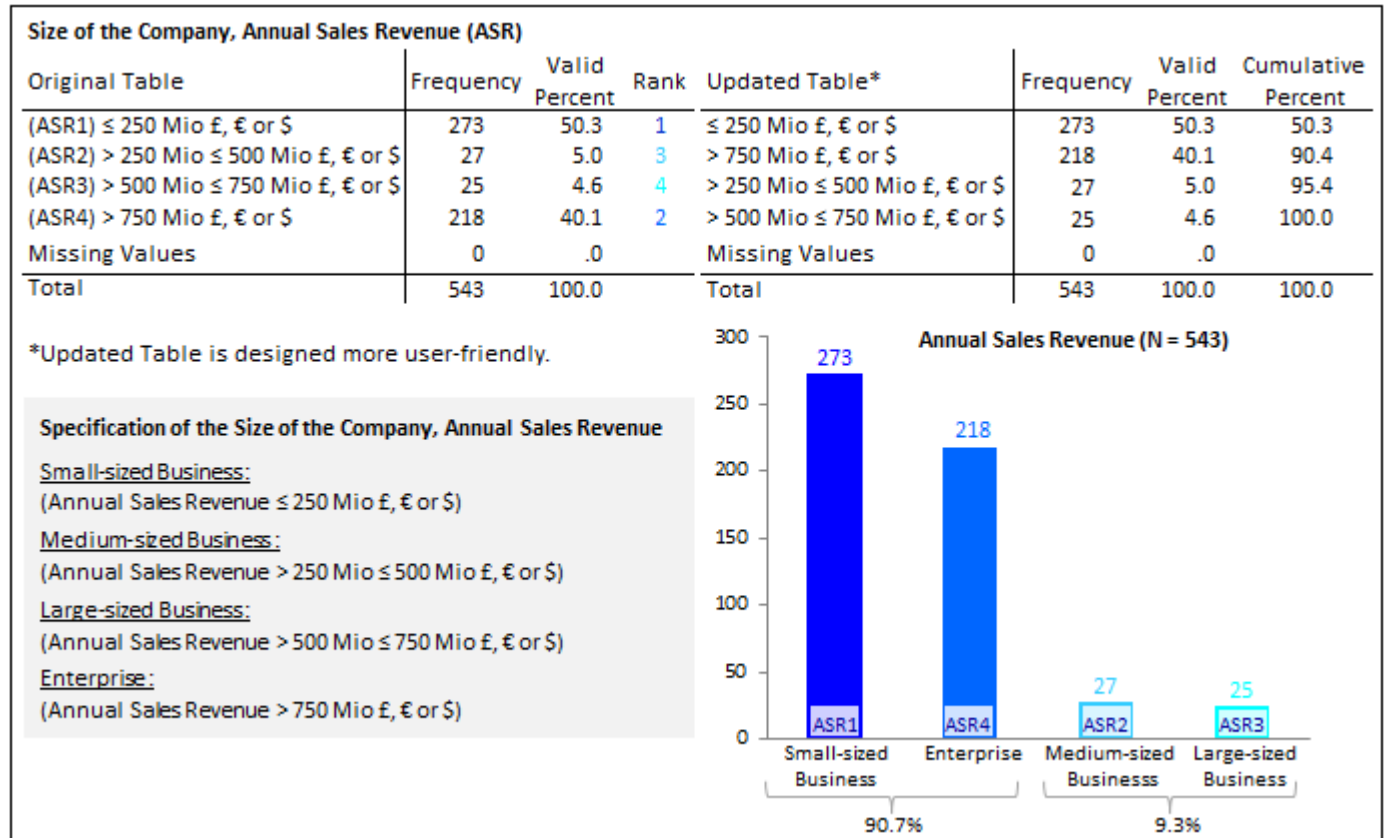 Size of the Company, Annual Sales Revenue (ASR)
Original Table Frequency Valid Percent Rank Updated Table* Frequency Valid Percent Cumulative Percent
(ASR1) ≤ 250 Mio £, € or $ 273 50.3 1 ≤ 250 Mio £, € or $ 273 50.3 50.3
(ASR2) > 250 Mio ≤ 500 Mio £, € or $ 27 5.0 3 > 750 Mio £, € or $ 218 40.1 90.4
(ASR3) > 500 Mio ≤ 750 Mio £, € or $ 25 4.6 4 > 250 Mio ≤ 500 Mio £, € or $ 27 5.0 95.4
(ASR4) > 750 Mio £, € or $ 218 40.1 2 > 500 Mio ≤ 750 Mio £, € or $ 25 4.6 100.0
Missing Values 0 .0 Missing Values 0 .0
Total 543 100.0 Total 543 100.0 100.0
*Updated Table is designed more user-friendly.
Specification of the Size of the Company, Annual Sales Revenue
Small-sized Business:
(Annual Sales Revenue ≤ 250 Mio £, € or $)
Medium-sized Business:
(Annual Sales Revenue > 250 Mio ≤ 500 Mio £, € or $)
Large-sized Business:
(Annual Sales Revenue > 500 Mio ≤ 750 Mio £, € or $)
Enterprise:
(Annual Sales Revenue > 750 Mio £, € or $)
Annual Sales Revenue (N = 543)
300
250
200
150
100
50
0
273
218
27
25
ASR1 ASR4 ASR2 ASR3
Small-sized Business
Enterprise
Medium-sized Businesss
Large-sized Business
90.7% 9.3%